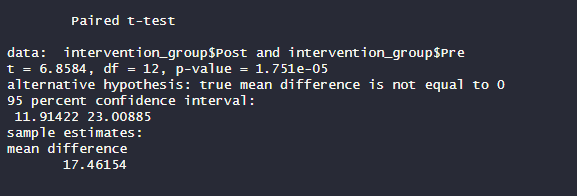 Paired t-test
data:  intervention_group$Post and intervention_group$Pre
t = 6.8584, df = 12, p-value = 1.751e-05
alternative hypothesis: true mean difference is not equal to 0
95 percent confidence interval:
 11.91422 23.00885
sample estimates:
mean difference
       17.46154